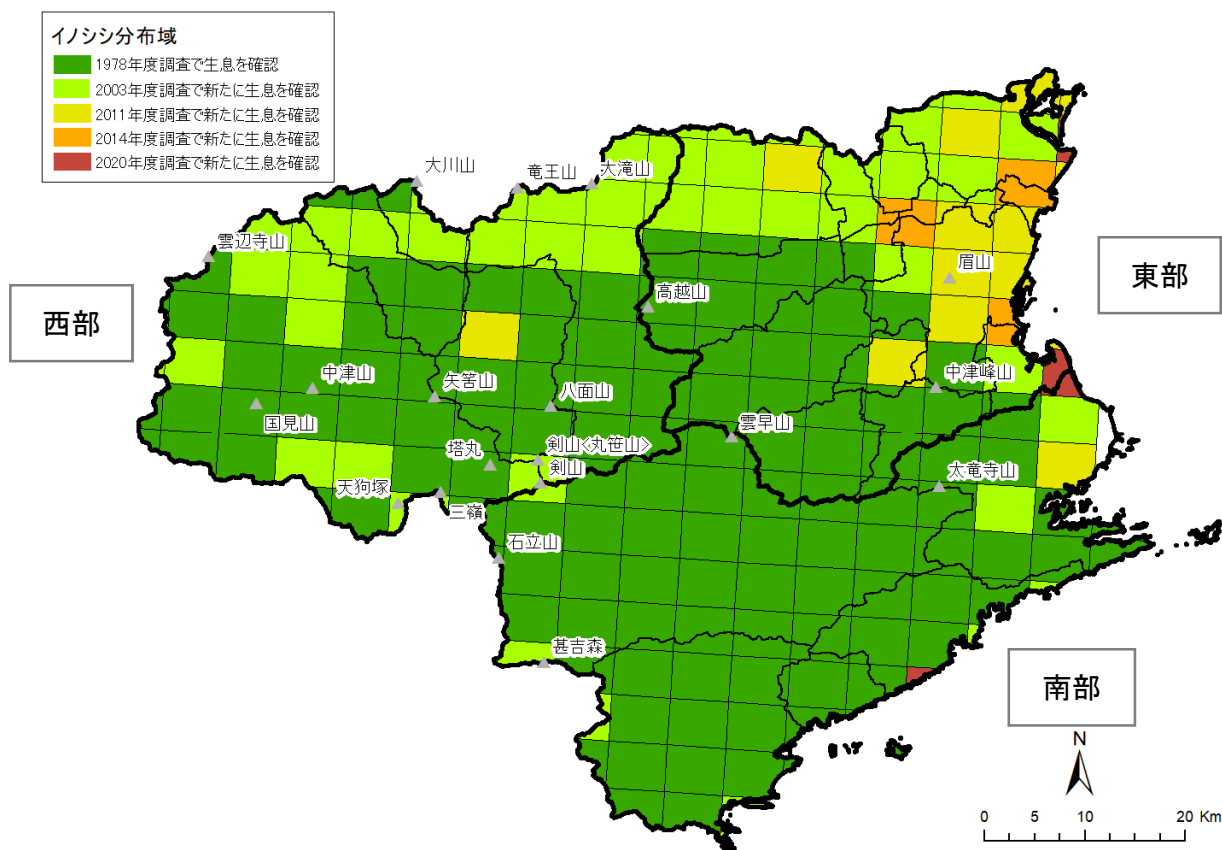 イノシシ分布域
1978年度調査で生息を確認
2003年度調査で新たに生息を確認
2011年度調査で新たに生息を確認
2014年度調査で新たに生息を確認
2020年度調査で新たに生息を確認
大川山
竜王山
大滝山
雲辺寺山
眉山
東部
西部
高越山
中津山
矢筈山
八面山
中津峰山
国見山
雲早山
塔丸
剣山<丸笹山>
剣山
太竜寺山
天狗塚
三嶺
石立山
甚吉森
南部
N
0 5 10 20 Km